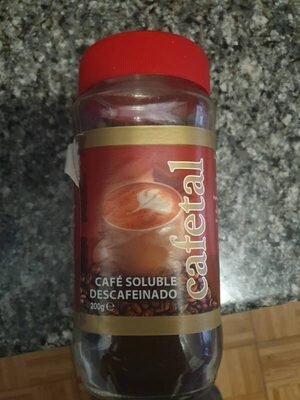 cafetal
CAFÉ SOLUBLE
DESCAFEINADO
200g ℮